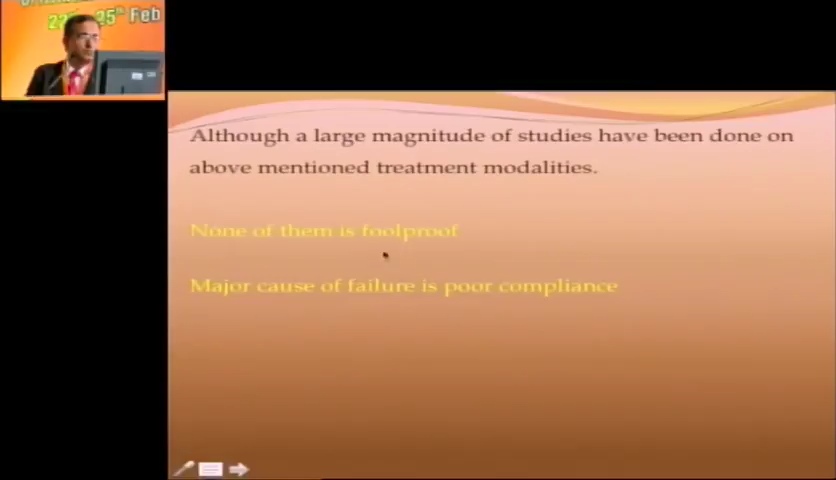 25th Feb
Although a large magnitude of studies have been done on
above mentioned treatment modalities.
None of them is foolproof
Major cause of failure is poor compliance